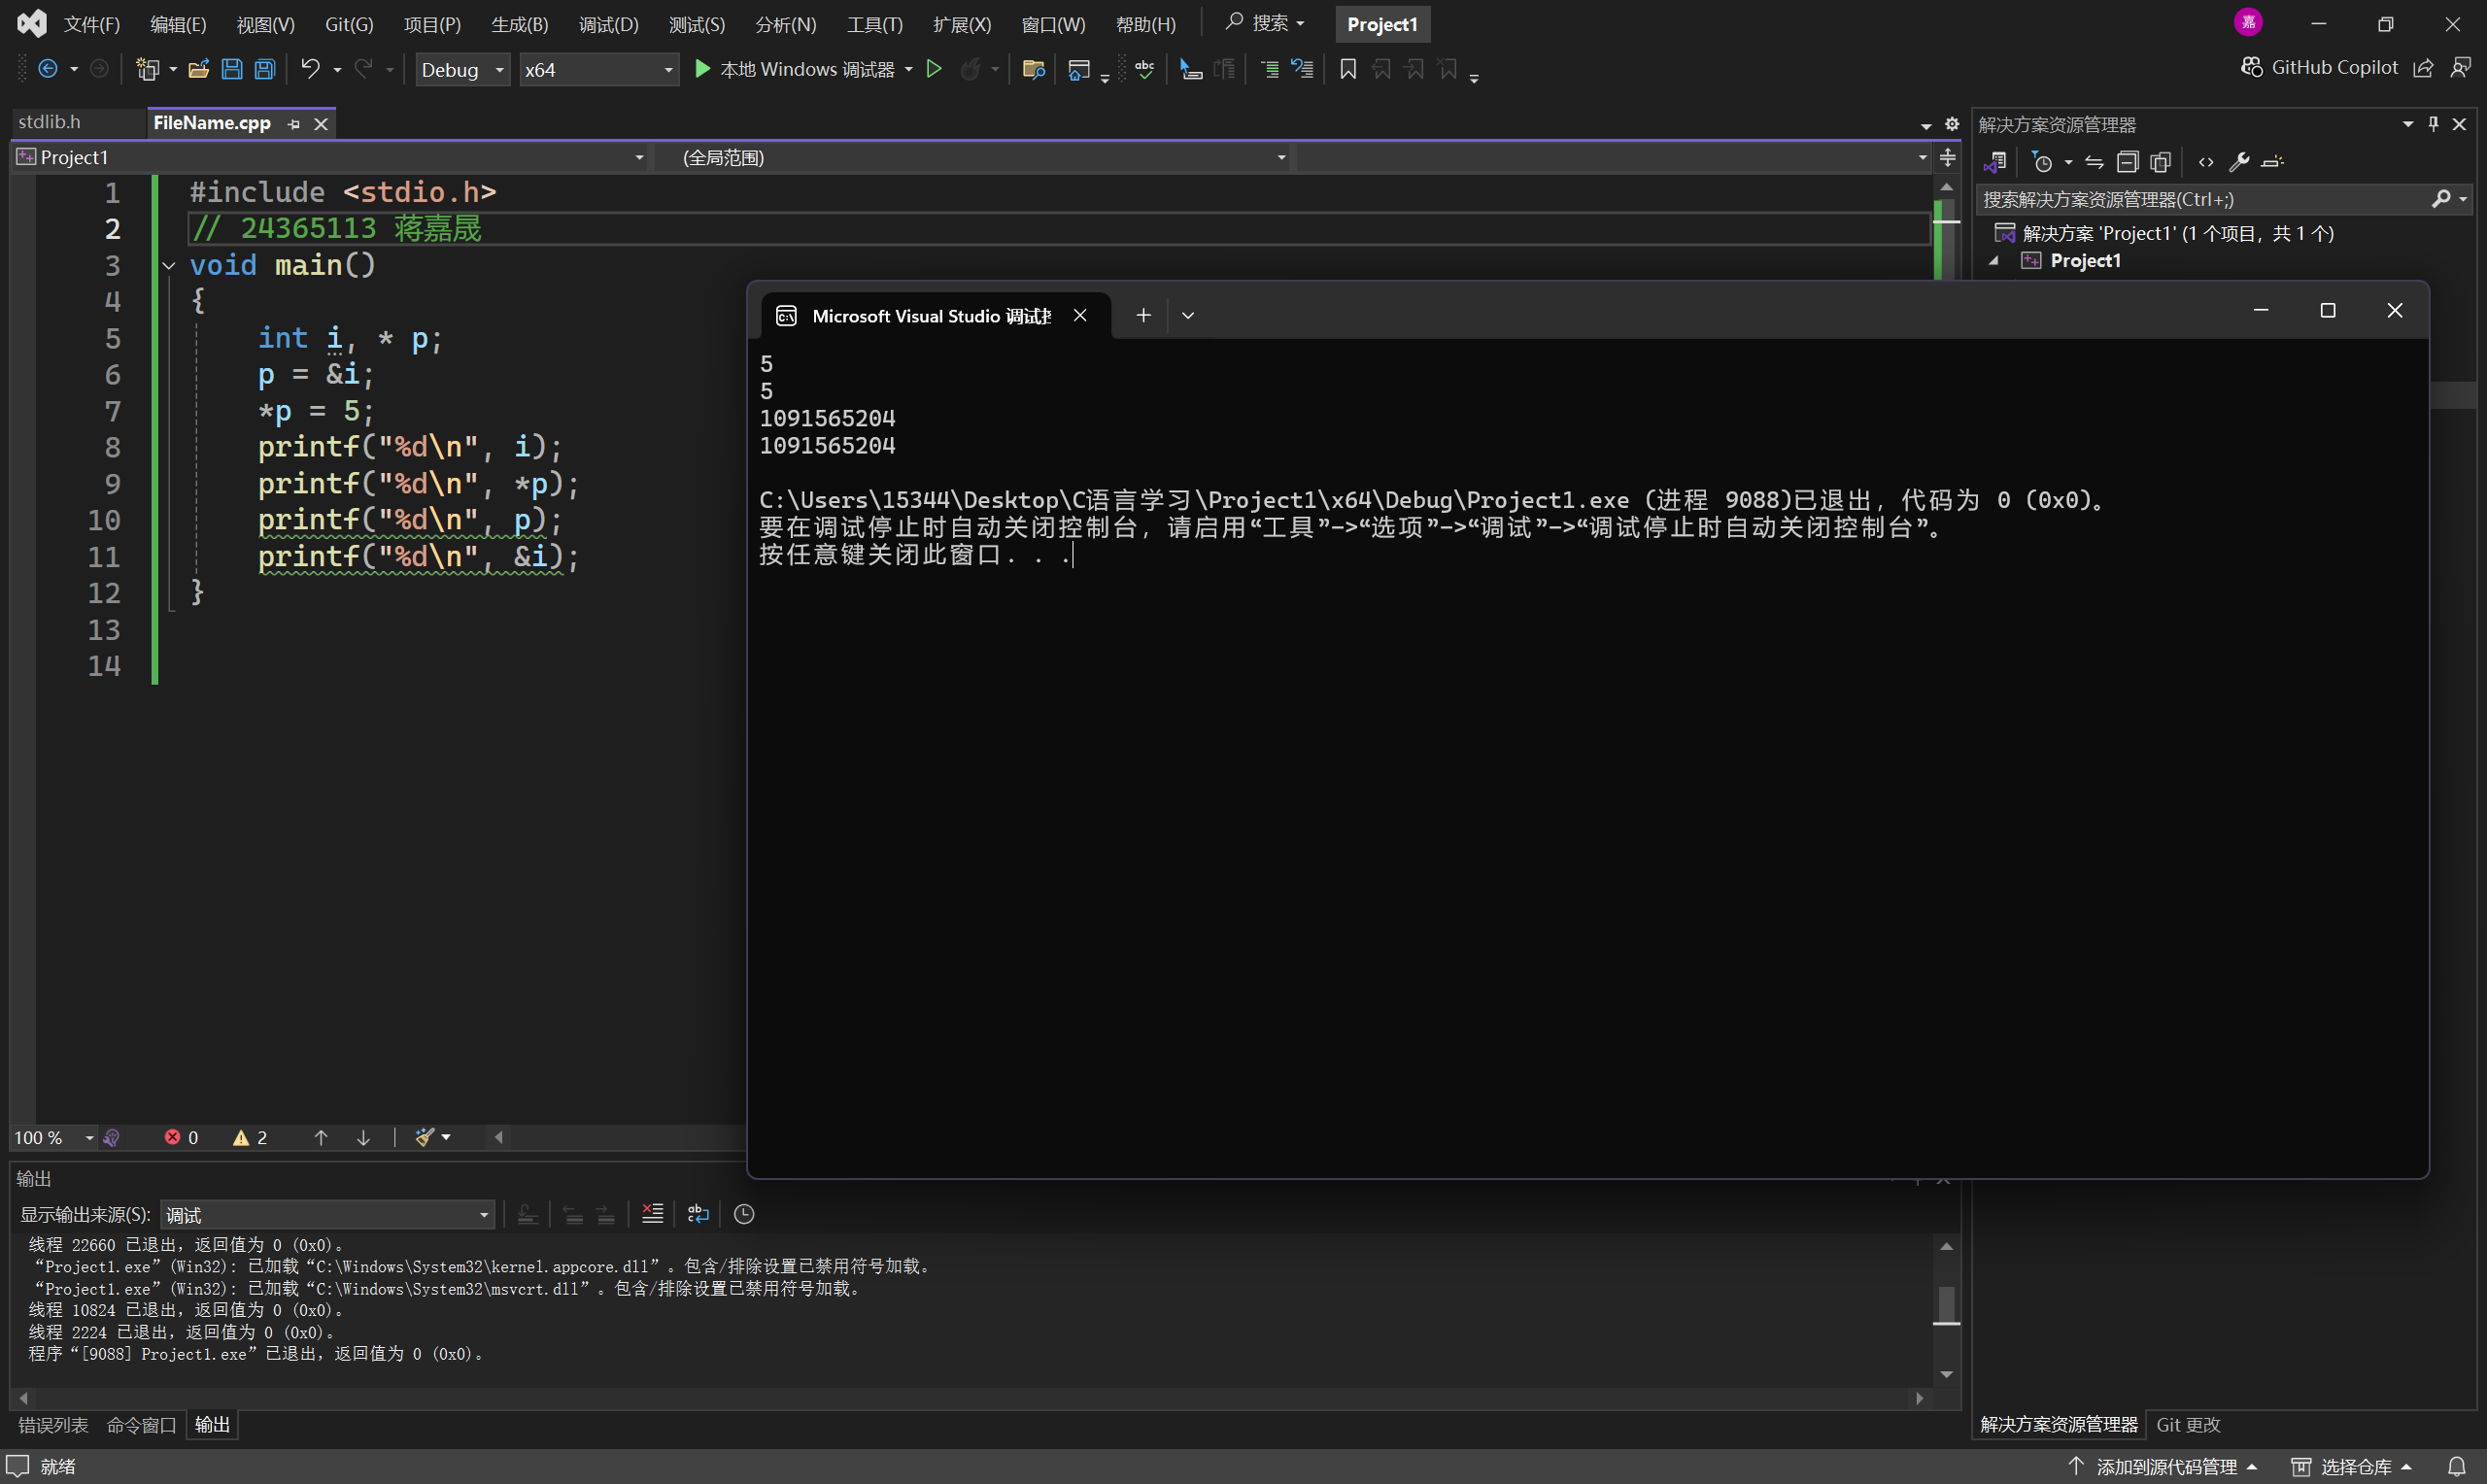 文件(F) 编辑(E) 视图(V) Git(G) 项目(P) 生成(B) 调试(D) 测试(S) 分析(N) 工具(T) 扩展(X) 窗口(W) 帮助(H) 搜索 Project1 嘉
Debug x64 本地 Windows 调试器 GitHub Copilot
stdlib.h FileName.cpp
Project1 (全局范围)
1 #include <stdio.h>
2 // 24365113 蒋嘉晟
3 void main()
4 {
5 int i, * p;
6 p = &i;
7 *p = 5;
8 printf("%d\n", i);
9 printf("%d\n", *p);
10 printf("%d\n", p);
11 printf("%d\n", &i);
12 }
13
14
解决方案资源管理器
搜索解决方案资源管理器(Ctrl+;)
解决方案 'Project1' (1 个项目，共 1 个)
Project1
Microsoft Visual Studio 调试控
5
5
1091565204
1091565204
C:\Users\15344\Desktop\C语言学习\Project1\x64\Debug\Project1.exe (进程 9088)已退出，代码为 0 (0x0)。
要在调试停止时自动关闭控制台，请启用“工具”->“选项”->“调试”->“调试停止时自动关闭控制台”。
按任意键关闭此窗口. . .
100 % 0 2
输出
显示输出来源(S): 调试
线程 22660 已退出，返回值为 0 (0x0)。
“Project1.exe”(Win32): 已加载“C:\Windows\System32\kernel.appcore.dll”。包含/排除设置已禁用符号加载。
“Project1.exe”(Win32): 已加载“C:\Windows\System32\msvcrt.dll”。包含/排除设置已禁用符号加载。
线程 10824 已退出，返回值为 0 (0x0)。
线程 2224 已退出，返回值为 0 (0x0)。
程序“[9088] Project1.exe”已退出，返回值为 0 (0x0)。
错误列表 命令窗口 输出
解决方案资源管理器 Git 更改
就绪 添加到源代码管理 选择仓库